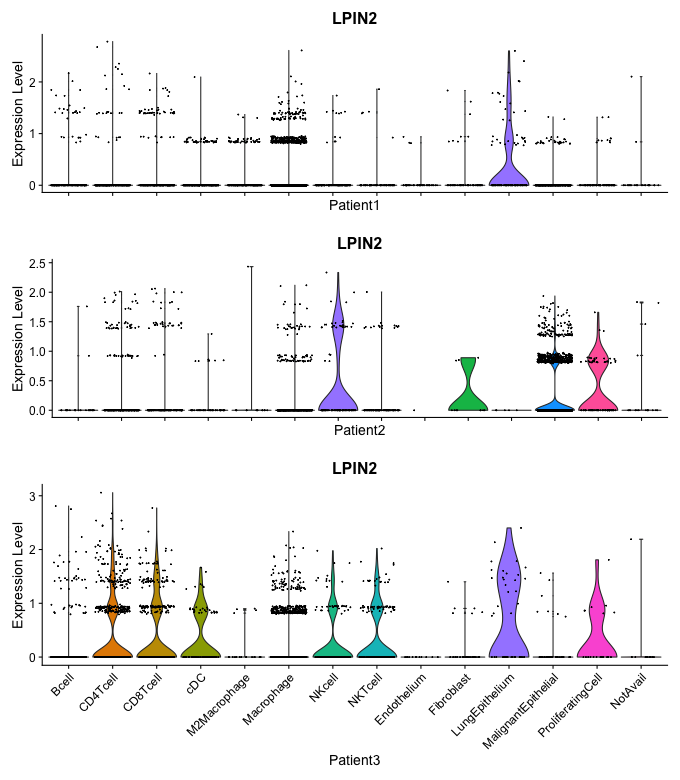 LPIN2
Expression Level
2
1
0
Patient1
LPIN2
Expression Level
2.5
2.0
1.5
1.0
0.5
0.0
Patient2
LPIN2
Expression Level
3
2
1
0
Bcell
CD4Tcell
CD8Tcell
cDC
M2Macrophage
Macrophage
NKcell
NKTcell
Endothelium
Fibroblast
LungEpithelium
MalignantEpithelial
ProliferatingCell
NotAvail
Patient3